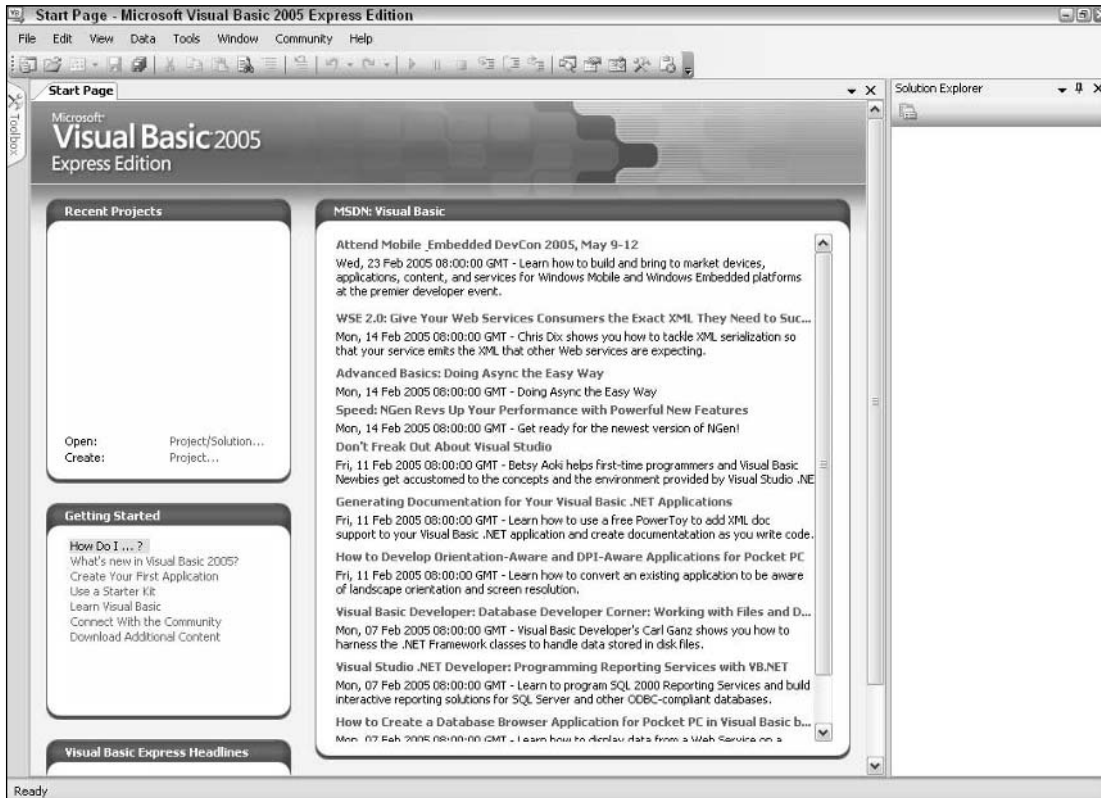 Start Page - Microsoft Visual Basic 2005 Express Edition
File Edit View Data Tools Window Community Help
Toolbox
Start Page
Solution Explorer
Microsoft
Visual Basic 2005
Express Edition
Recent Projects
Open: Project/Solution...
Create: Project...
Getting Started
How Do I ... ?
What's new in Visual Basic 2005?
Create Your First Application
Use a Starter Kit
Learn Visual Basic
Connect With the Community
Download Additional Content
Visual Basic Express Headlines
MSDN: Visual Basic
Attend Mobile_Embedded DevCon 2005, May 9-12
Wed, 23 Feb 2005 08:00:00 GMT - Learn how to build and bring to market devices,
applications, content, and services for Windows Mobile and Windows Embedded platforms
at the premier developer event.
WSE 2.0: Give Your Web Services Consumers the Exact XML They Need to Suc...
Mon, 14 Feb 2005 08:00:00 GMT - Chris Dix shows you how to tackle XML serialization so
that your service emits the XML that other Web services are expecting.
Advanced Basics: Doing Async the Easy Way
Mon, 14 Feb 2005 08:00:00 GMT - Doing Async the Easy Way
Speed: NGen Revs Up Your Performance with Powerful New Features
Mon, 14 Feb 2005 08:00:00 GMT - Get ready for the newest version of NGen!
Don't Freak Out About Visual Studio
Fri, 11 Feb 2005 08:00:00 GMT - Betsy Aoki helps first-time programmers and Visual Basic
Newbies get accustomed to the concepts and the environment provided by Visual Studio .NE
Generating Documentation for Your Visual Basic .NET Applications
Fri, 11 Feb 2005 08:00:00 GMT - Learn how to use a free PowerToy to add XML doc
support to your Visual Basic .NET application and create documentatation as you write code.
How to Develop Orientation-Aware and DPI-Aware Applications for Pocket PC
Fri, 11 Feb 2005 08:00:00 GMT - Learn how to convert an existing application to be aware
of landscape orientation and screen resolution.
Visual Basic Developer: Database Developer Corner: Working with Files and D...
Mon, 07 Feb 2005 08:00:00 GMT - Visual Basic Developer's Carl Ganz shows you how to
harness the .NET Framework classes to handle data stored in disk files.
Visual Studio .NET Developer: Programming Reporting Services with VB.NET
Mon, 07 Feb 2005 08:00:00 GMT - Learn to program SQL 2000 Reporting Services and build
interactive reporting solutions for SQL Server and other ODBC-compliant databases.
How to Create a Database Browser Application for Pocket PC in Visual Basic b...
Mon, 07 Feb 2005 08:00:00 GMT - Learn how to display data from a Web Service on a
Ready